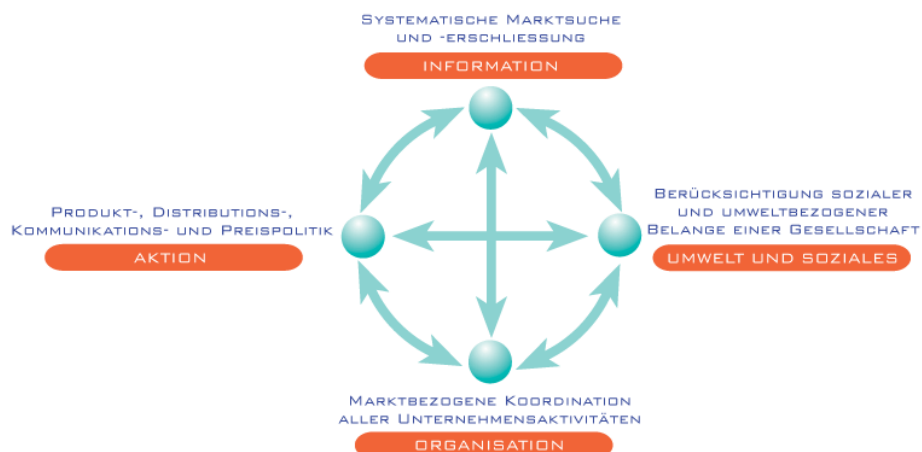 Systematische Marktsuche
und -erschliessung
INFORMATION
Produkt-, Distributions-,
Kommunikations- und Preispolitik
AKTION
Berücksichtigung sozialer
und umweltbezogener
Belange einer Gesellschaft
UMWELT UND SOZIALES
Marktbezogene Koordination
aller Unternehmensaktivitäten
ORGANISATION